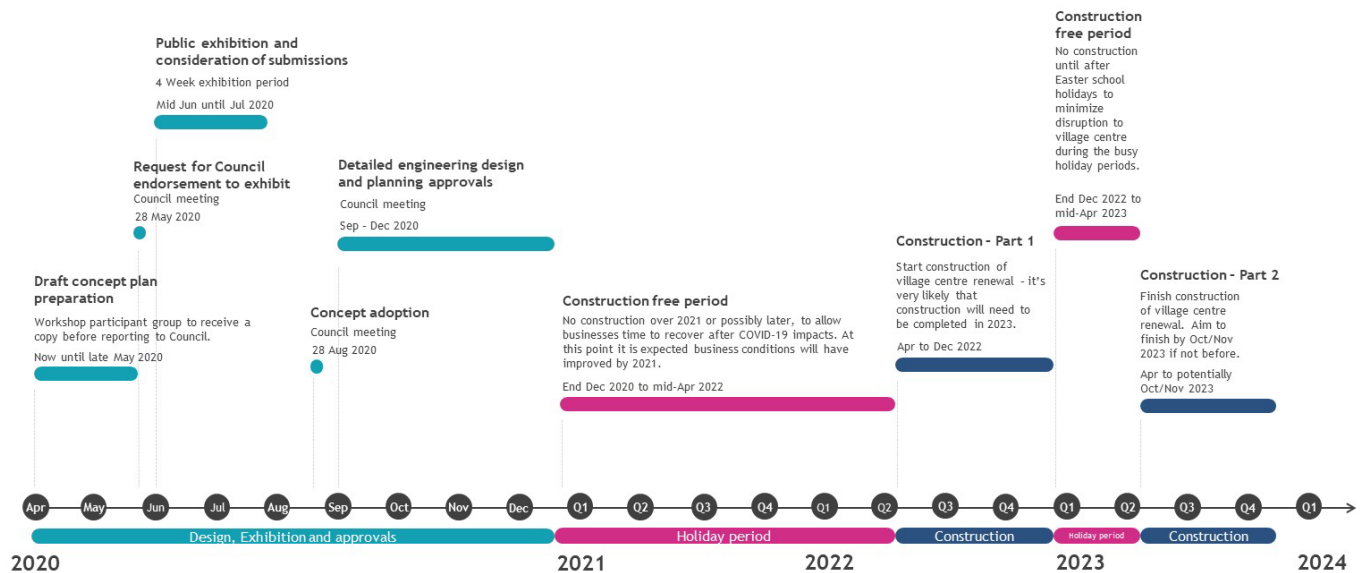 Public exhibition and
consideration of submissions
4 Week exhibition period
Mid Jun until Jul 2020
Request for Council
endorsement to exhibit
Council meeting
28 May 2020
Draft concept plan
preparation
Workshop participant group to receive a
copy before reporting to Council.
Now until late May 2020
Detailed engineering design
and planning approvals
Council meeting
Sep - Dec 2020
Concept adoption
Council meeting
28 Aug 2020
Construction free period
No construction over 2021 or possibly later, to allow
businesses time to recover after COVID-19 impacts. At
this point it is expected business conditions will have
improved by 2021.
End Dec 2020 to mid-Apr 2022
Construction - Part 1
Start construction of
village centre renewal - it's
very likely that
construction will need to
be completed in 2023.
Apr to Dec 2022
Construction
free period
No construction
until after
Easter school
holidays to
minimize
disruption to
village centre
during the busy
holiday periods.
End Dec 2022 to
mid-Apr 2023
Construction - Part 2
Finish construction
of village centre
renewal. Aim to
finish by Oct/Nov
2023 if not before.
Apr to potentially
Oct/Nov 2023
Apr May Jun Jul Aug Sep Oct Nov Dec Q1 Q2 Q3 Q4 Q1 Q2 Q3 Q4 Q1 Q2 Q3 Q4 Q1
Design, Exhibition and approvals Holiday period Construction Holiday period Construction
2020 2021 2022 2023 2024